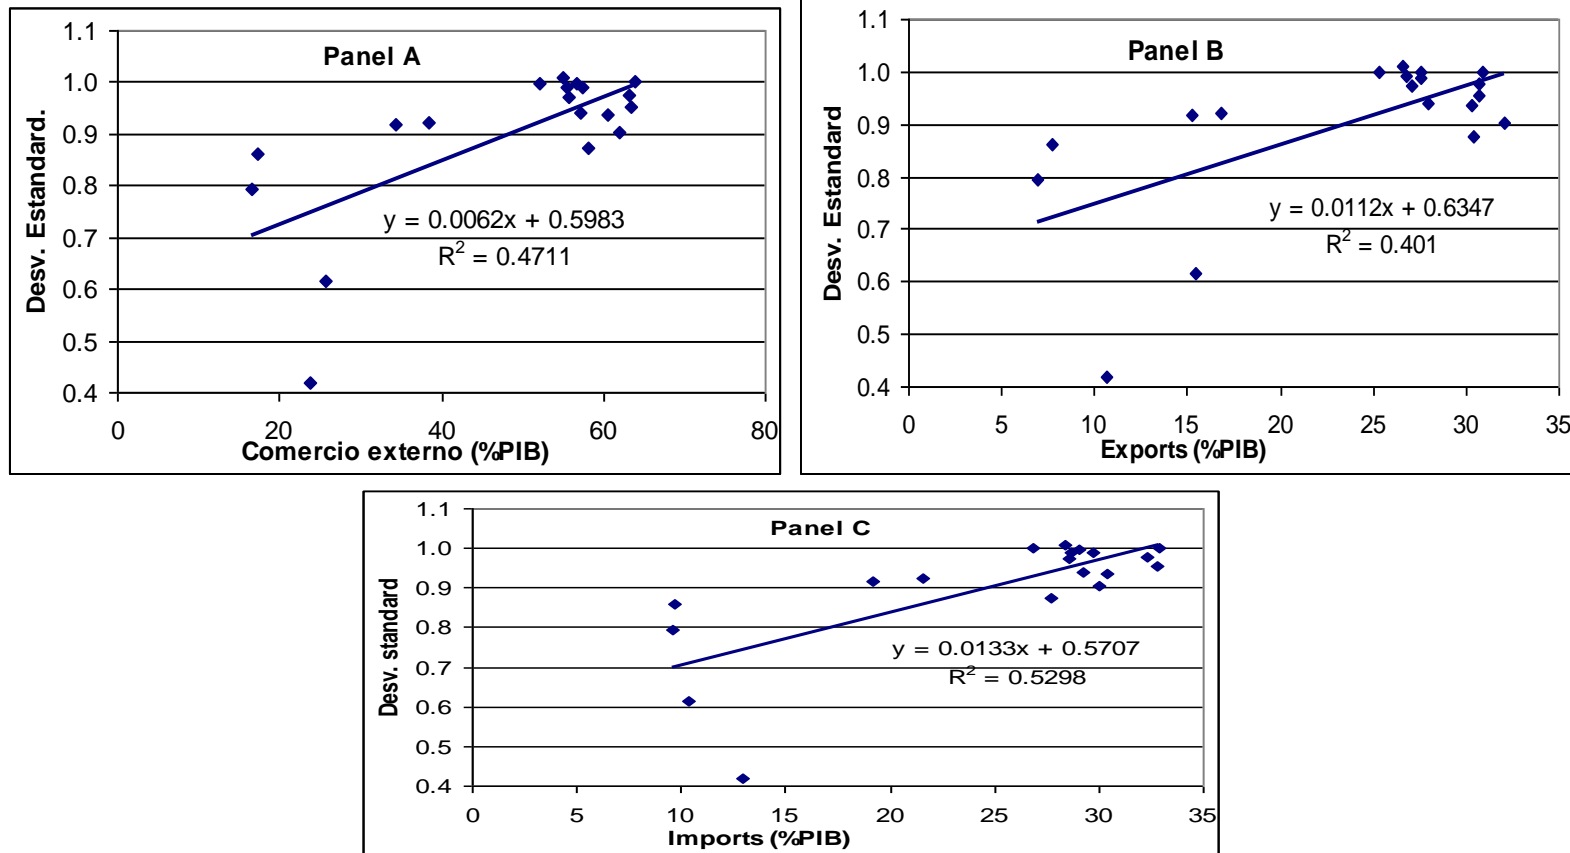 Panel A
1.1
1.0
0.9
0.8
0.7
0.6
0.5
0.4
Desv. Estandard.
y = 0.0062x + 0.5983
R² = 0.4711
0 20 40 60 80
Comercio externo (%PIB)
Panel B
1.1
1.0
0.9
0.8
0.7
0.6
0.5
0.4
Desv. Estandard
y = 0.0112x + 0.6347
R² = 0.401
0 5 10 15 20 25 30 35
Exports (%PIB)
Panel C
1.1
1.0
0.9
0.8
0.7
0.6
0.5
0.4
Desv. standard
y = 0.0133x + 0.5707
R² = 0.5298
0 5 10 15 20 25 30 35
Imports (%PIB)